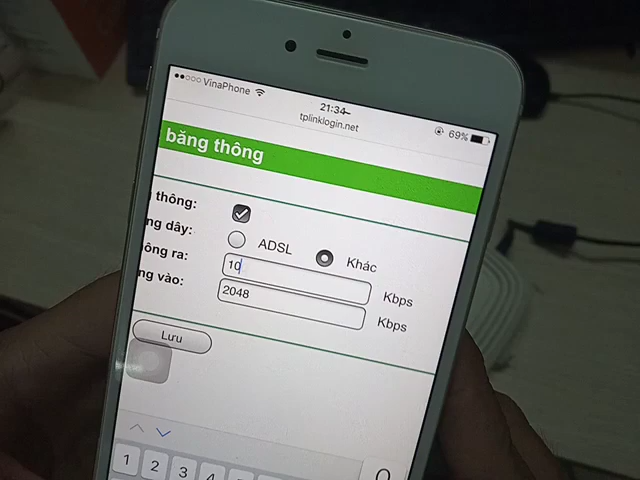 VinaPhone 21:34 69%
tplinklogin.net
băng thông
thông:
ng dây: ADSL Khác
ông ra: 10 Kbps
ng vào: 2048 Kbps
Lưu
1 2 3